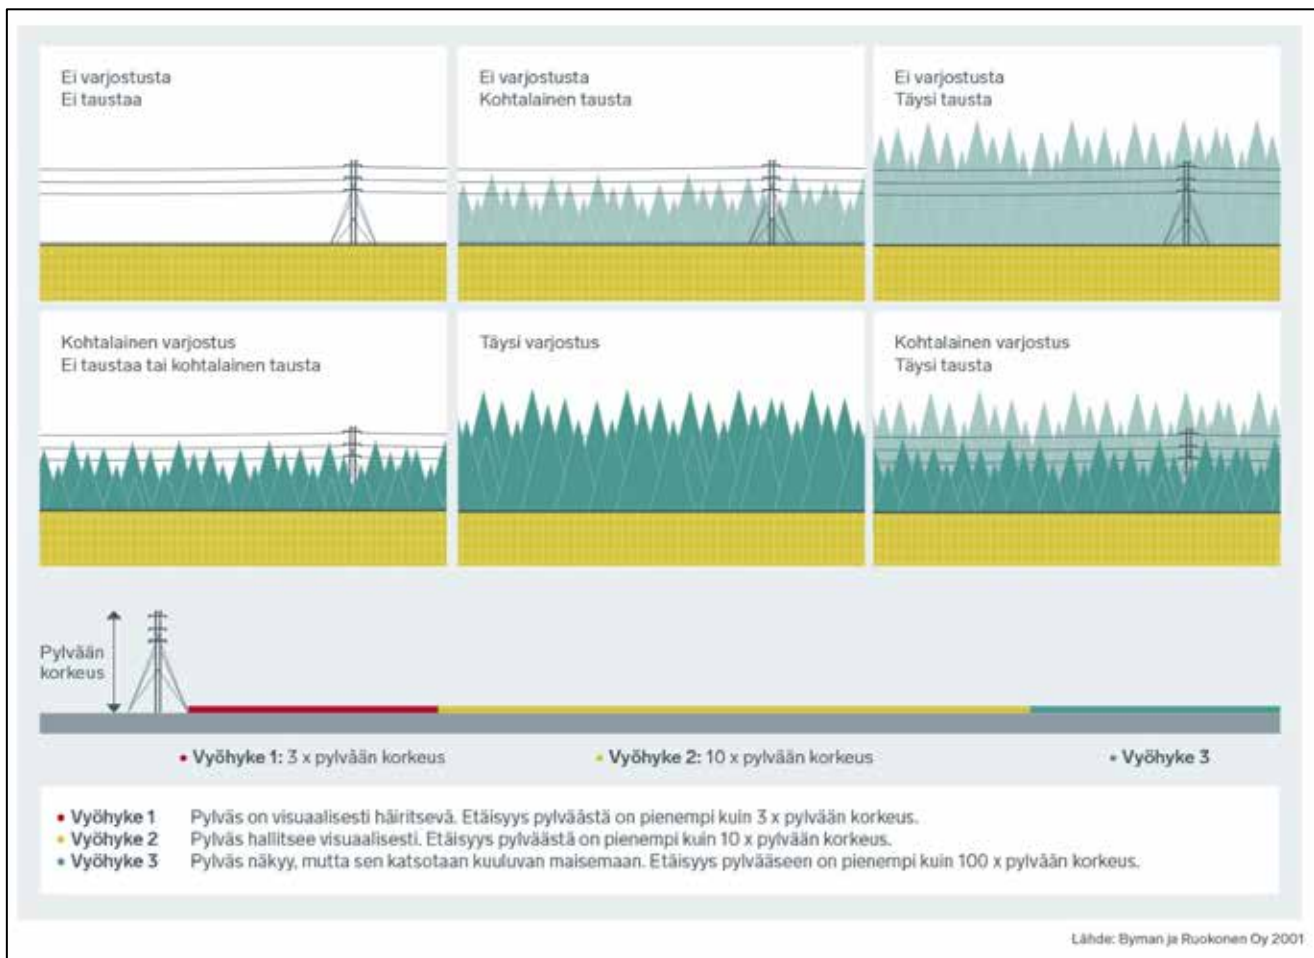 Ei varjostusta
Ei taustaa
Ei varjostusta
Kohtalainen tausta
Ei varjostusta
Täysi tausta
Kohtalainen varjostus
Ei taustaa tai kohtalainen tausta
Täysi varjostus
Kohtalainen varjostus
Täysi tausta
Pylvään
korkeus
• Vyöhyke 1: 3 x pylvään korkeus
• Vyöhyke 2: 10 x pylvään korkeus
• Vyöhyke 3
• Vyöhyke 1 Pylväs on visuaalisesti häiritsevä. Etäisyys pylväästä on pienempi kuin 3 x pylvään korkeus.
• Vyöhyke 2 Pylväs hallitsee visuaalisesti. Etäisyys pylväästä on pienempi kuin 10 x pylvään korkeus.
• Vyöhyke 3 Pylväs näkyy, mutta sen katsotaan kuuluvan maisemaan. Etäisyys pylvääseen on pienempi kuin 100 x pylvään korkeus.
Lähde: Byman ja Ruokonen Oy 2001